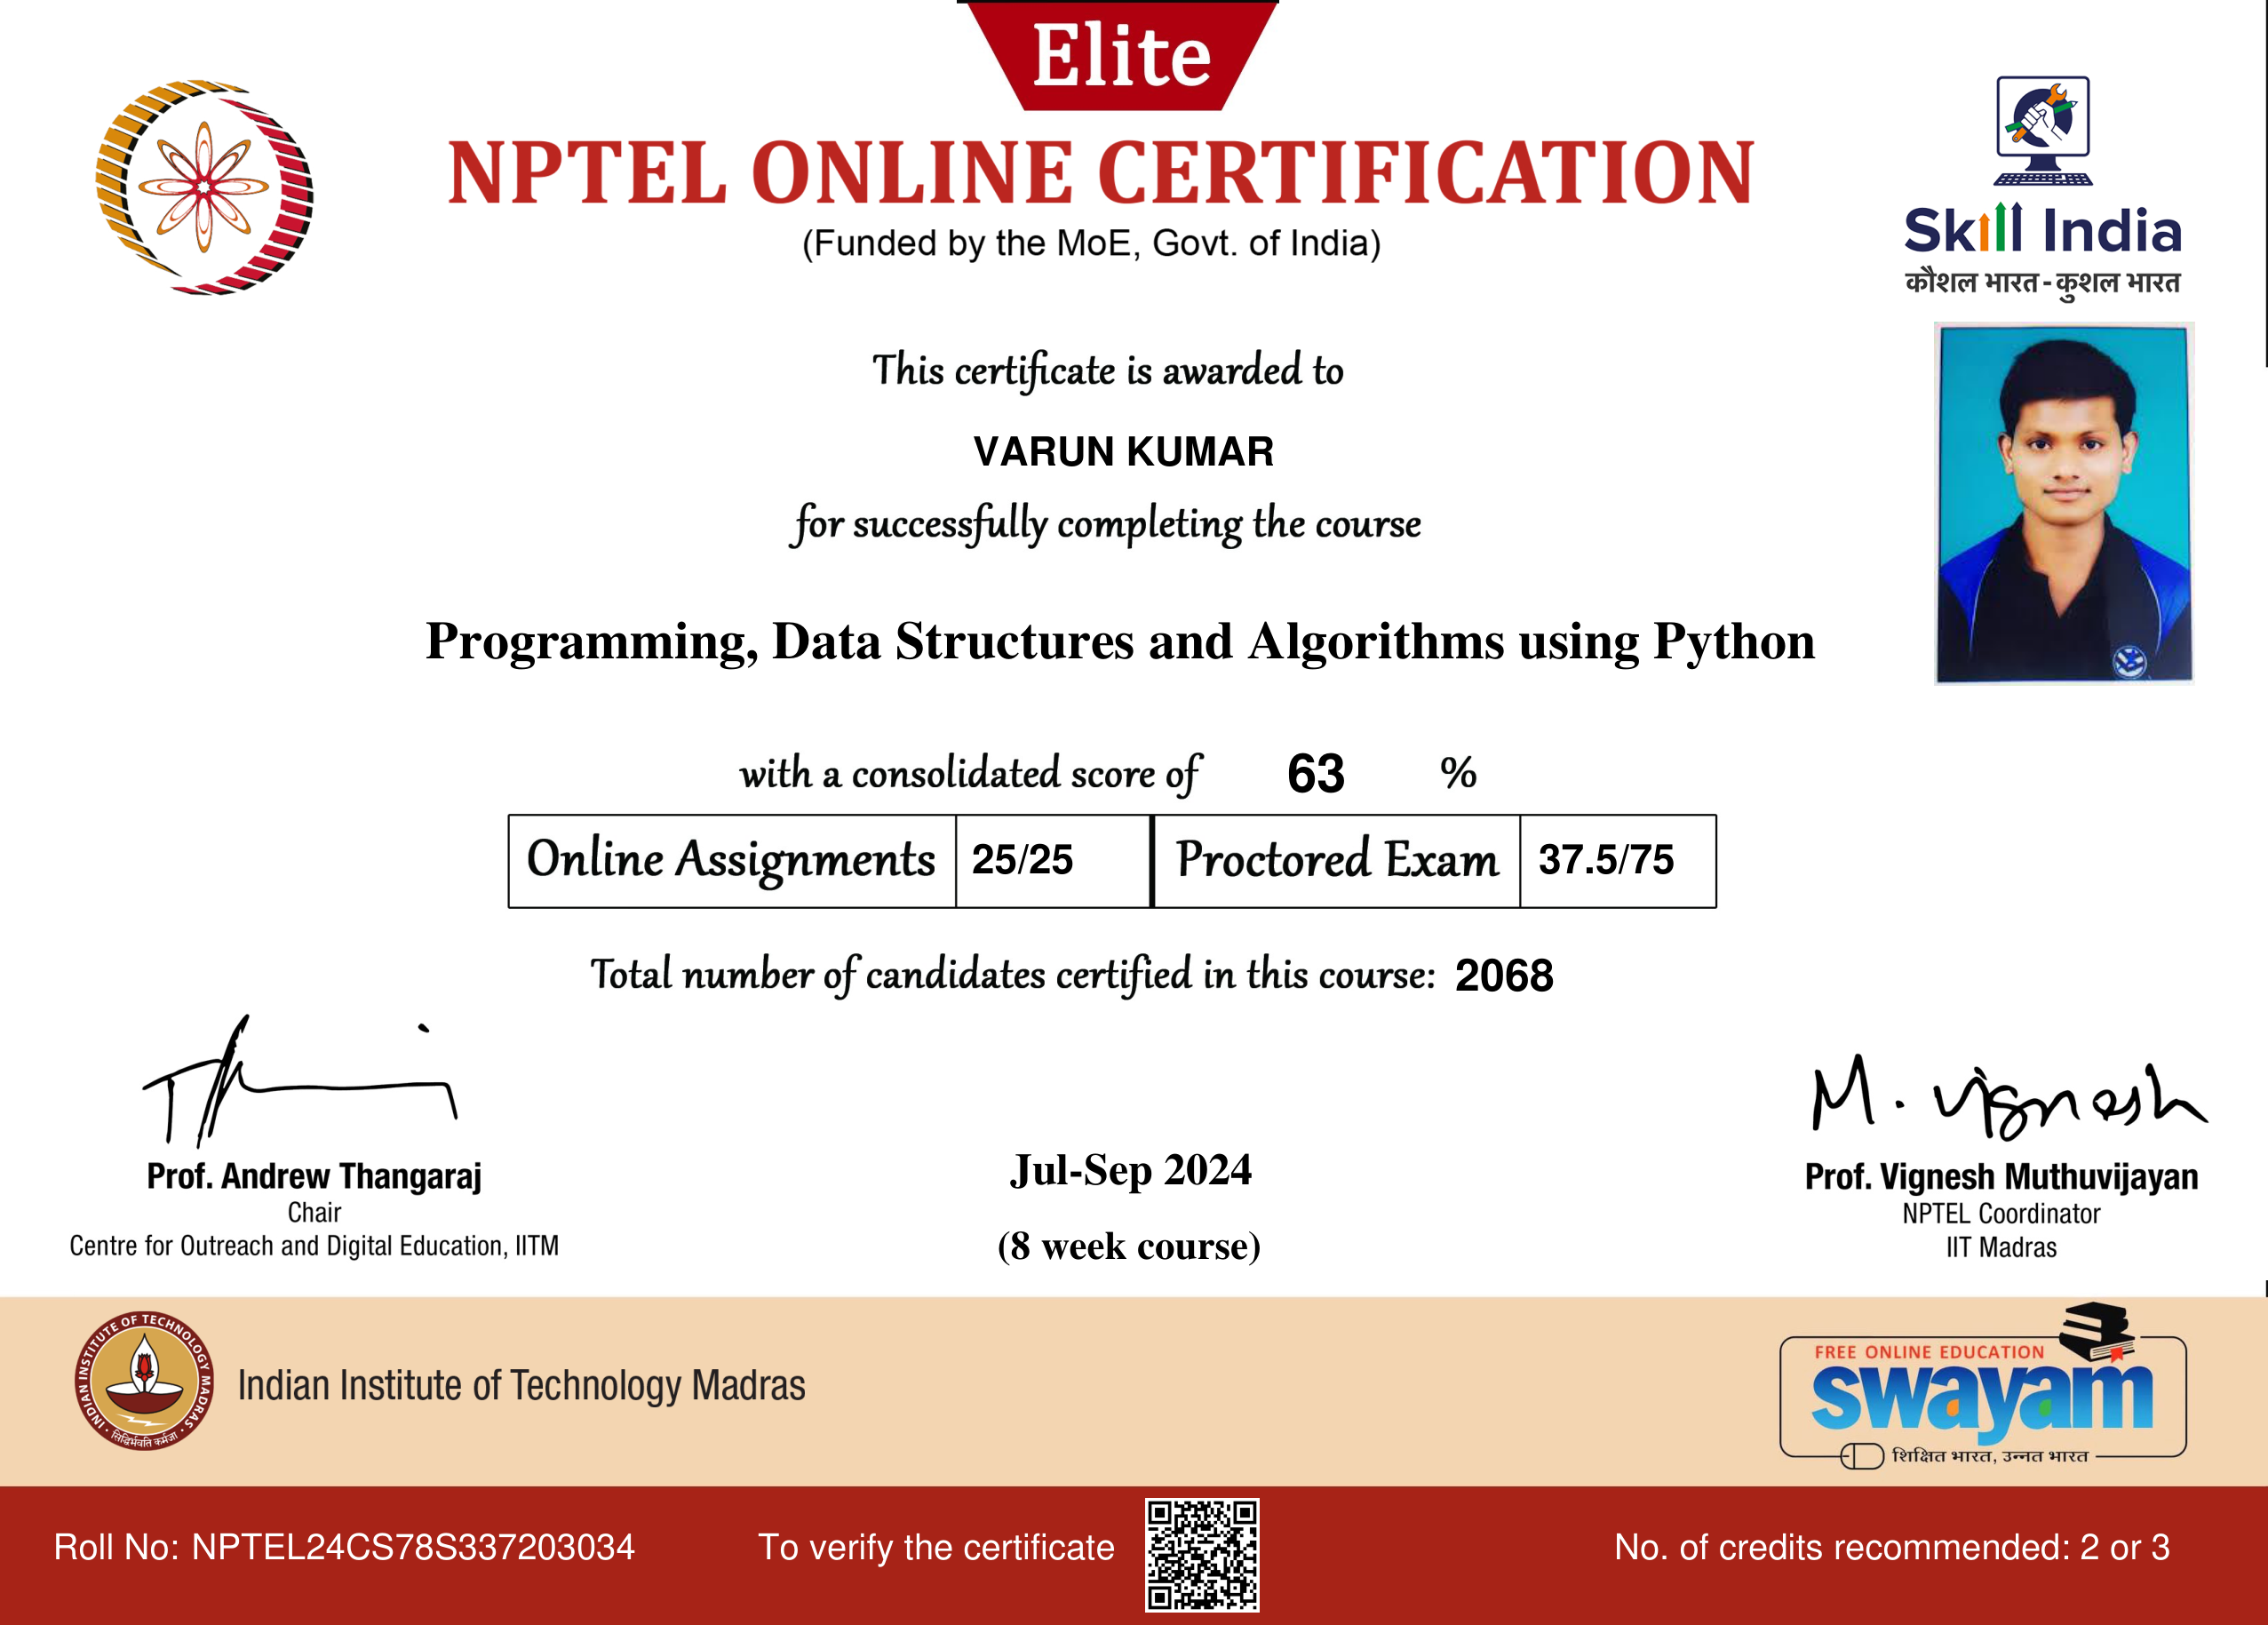 Elite
NPTEL ONLINE CERTIFICATION
(Funded by the MoE, Govt. of India)
Skill India
कौशल भारत - कुशल भारत
This certificate is awarded to
VARUN KUMAR
for successfully completing the course
Programming, Data Structures and Algorithms using Python
with a consolidated score of 63 %
Online Assignments 25/25 Proctored Exam 37.5/75
Total number of candidates certified in this course: 2068
M. Vignesh
Prof. Andrew Thangaraj
Chair
Centre for Outreach and Digital Education, IITM
Jul-Sep 2024
(8 week course)
Prof. Vignesh Muthuvijayan
NPTEL Coordinator
IIT Madras
INDIAN INSTITUTE OF TECHNOLOGY MADRAS
सिद्धिर्भवति कर्मजा
Indian Institute of Technology Madras
FREE ONLINE EDUCATION
swayam
शिक्षित भारत, उन्नत भारत
Roll No: NPTEL24CS78S337203034
To verify the certificate
No. of credits recommended: 2 or 3